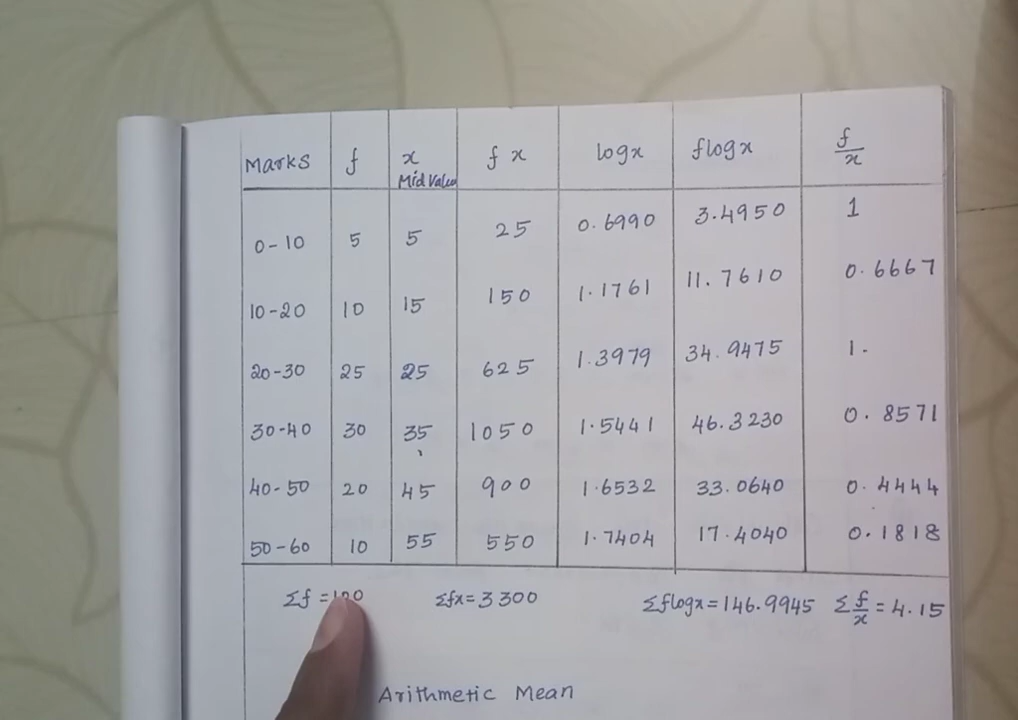 Marks f x f x logx flogx f/x
Mid Value
0-10 5 5 25 0.6990 3.4950 1
10-20 10 15 150 1.1761 11.7610 0.6667
20-30 25 25 625 1.3979 34.9475 1.
30-40 30 35 1050 1.5441 46.3230 0.8571
40-50 20 45 900 1.6532 33.0640 0.4444
50-60 10 55 550 1.7404 17.4040 0.1818
Σf =100 Σfx=3300 Σflogx=146.9945 Σf/x = 4.15
Arithmetic Mean